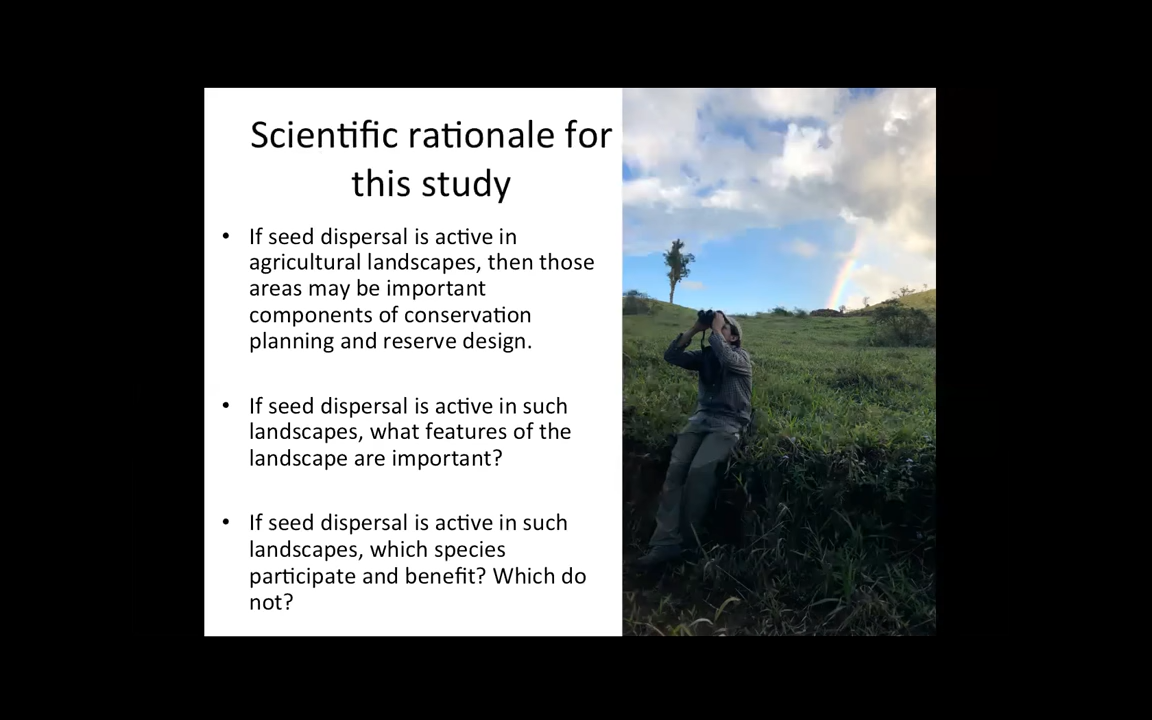 Scientific rationale for
this study
• If seed dispersal is active in
agricultural landscapes, then those
areas may be important
components of conservation
planning and reserve design.
• If seed dispersal is active in such
landscapes, what features of the
landscape are important?
• If seed dispersal is active in such
landscapes, which species
participate and benefit? Which do
not?